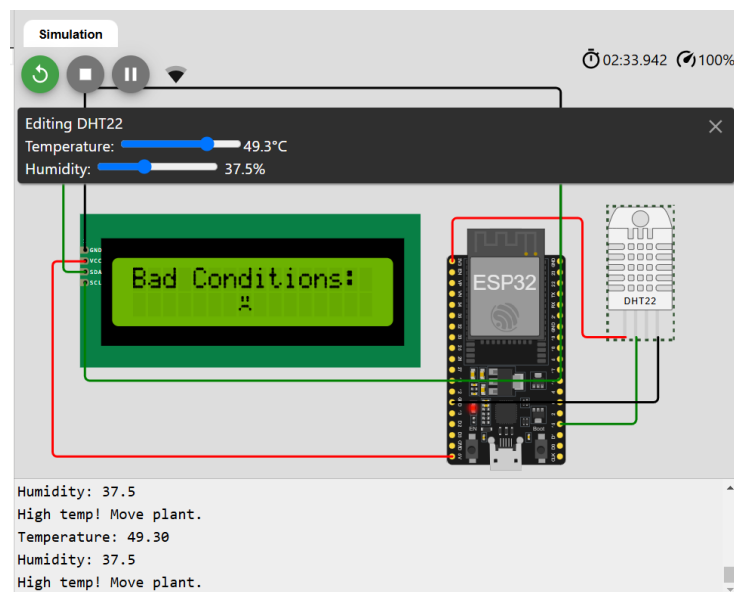 Simulation
02:33.942 100%
Editing DHT22
Temperature: 49.3°C
Humidity: 37.5%
GND
VCC
SDA
SCL
Bad Conditions:
ESP32
DHT22
EN Boot
Humidity: 37.5
High temp! Move plant.
Temperature: 49.30
Humidity: 37.5
High temp! Move plant.